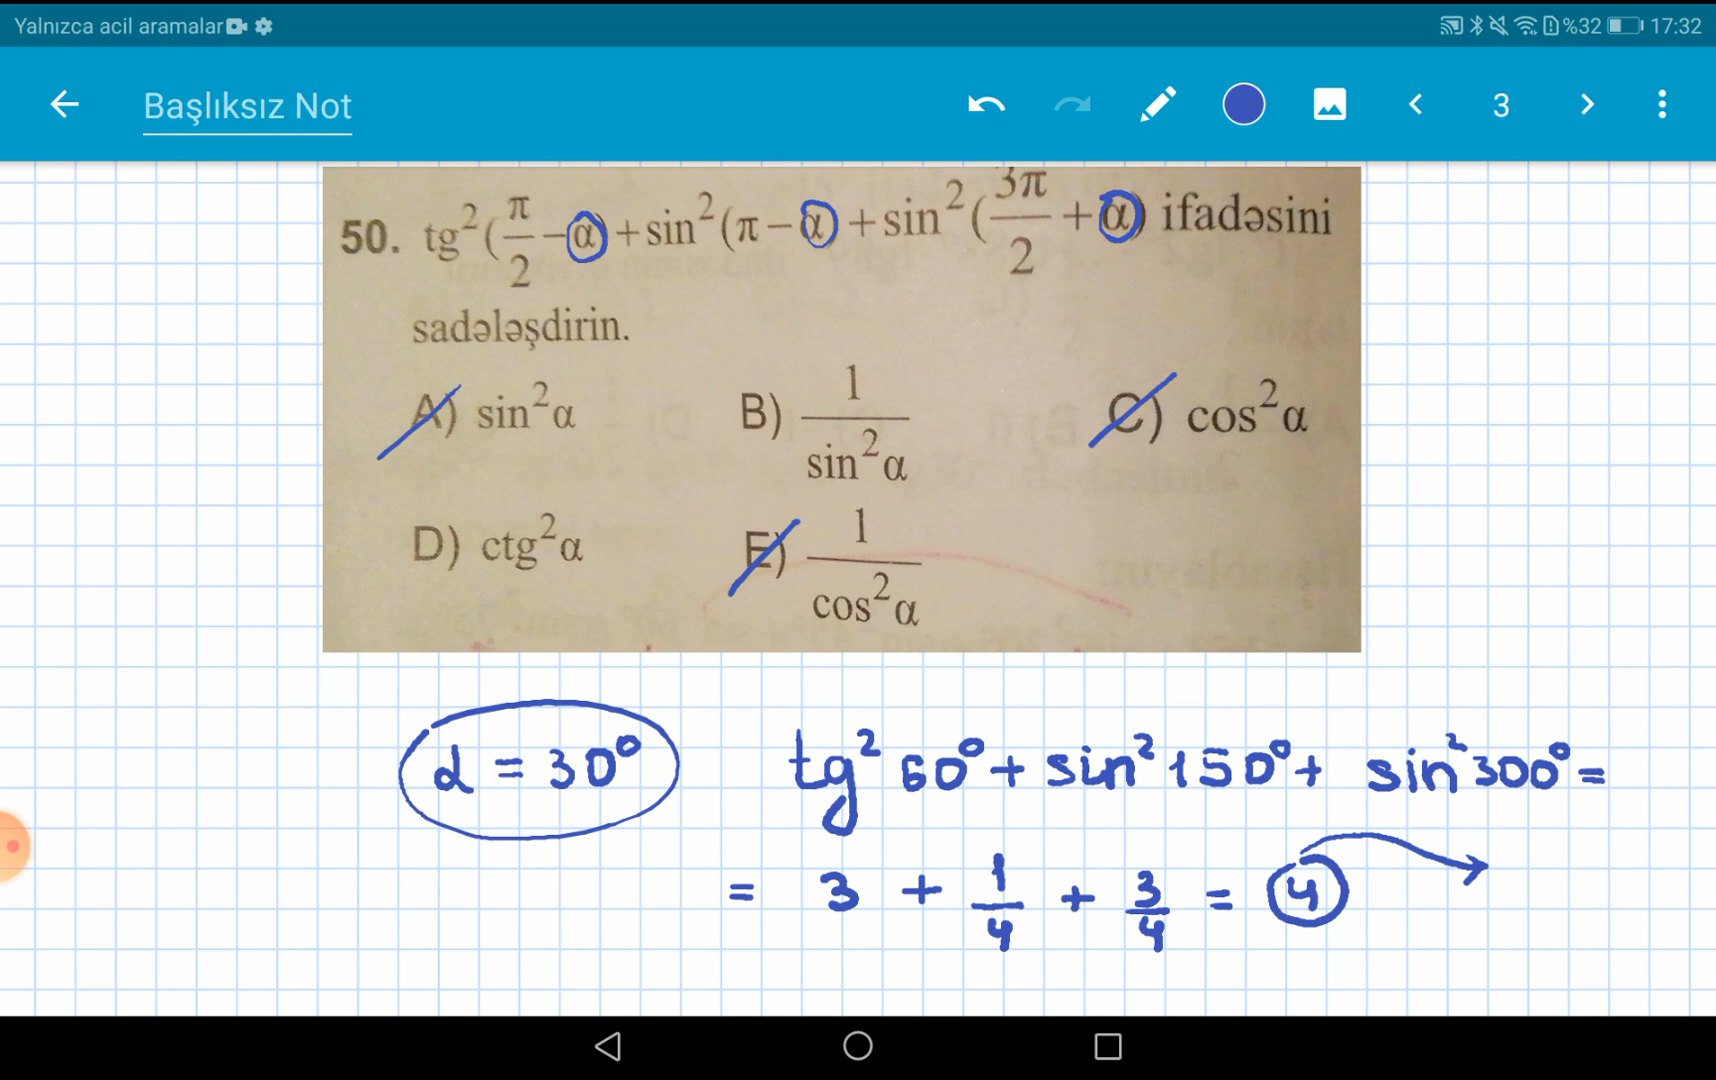 Yalnızca acil aramalar %32 17:32
Başlıksız Not 3
50. tg²(π/2 − α) + sin²(π − α) + sin²(3π/2 + α) ifadəsini
sadələşdirin.
A) sin²α B) 1/sin²α C) cos²α
D) ctg²α E) 1/cos²α
α = 30° tg² 60° + sin² 150° + sin² 300° =
= 3 + 1/4 + 3/4 = 4